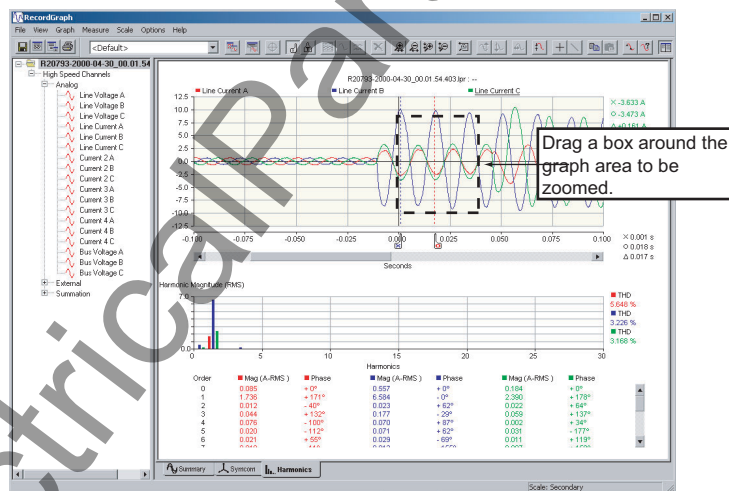 RecordGraph
File View Graph Measure Scale Options Help
<Default>
R20793-2000-04-30_00.01.54
High Speed Channels
Analog
Line Voltage A
Line Voltage B
Line Voltage C
Line Current A
Line Current B
Line Current C
Current 2 A
Current 2 B
Current 2 C
Current 3 A
Current 3 B
Current 3 C
Current 4 A
Current 4 B
Current 4 C
Bus Voltage A
Bus Voltage B
Bus Voltage C
External
Summation
R20793-2000-04-30_00.01.54.403.lpr : --
Line Current A Line Current B Line Current C
12.5
10.0
7.5
5.0
2.5
0.0
-2.5
-5.0
-7.5
-10.0
-12.5
× -3.633 A
○ -3.473 A
Δ +0.161 A
Drag a box around the
graph area to be
zoomed.
-0.100 -0.075 -0.050 -0.025 0.000 0.025 0.050 0.075 0.100
× 0.001 s
○ 0.018 s
Δ 0.017 s
Seconds
Harmonic Magnitude (RMS)
7.0
0.0
0 5 10 15 20 25 30
Harmonics
THD
5.648 %
THD
3.226 %
THD
3.168 %
Order Mag (A-RMS ) Phase Mag (A-RMS ) Phase Mag (A-RMS ) Phase
0 0.085 + 0° 0.557 + 0° 0.184 + 0°
1 1.736 + 171° 6.584 - 0° 2.390 + 178°
2 0.012 - 40° 0.023 + 62° 0.022 + 64°
3 0.044 + 132° 0.177 - 29° 0.059 + 137°
4 0.076 - 100° 0.070 + 87° 0.002 + 34°
5 0.020 - 112° 0.071 + 62° 0.031 - 177°
6 0.021 + 55° 0.029 - 69° 0.011 + 119°
Summary Symcom Harmonics
Scale: Secondary